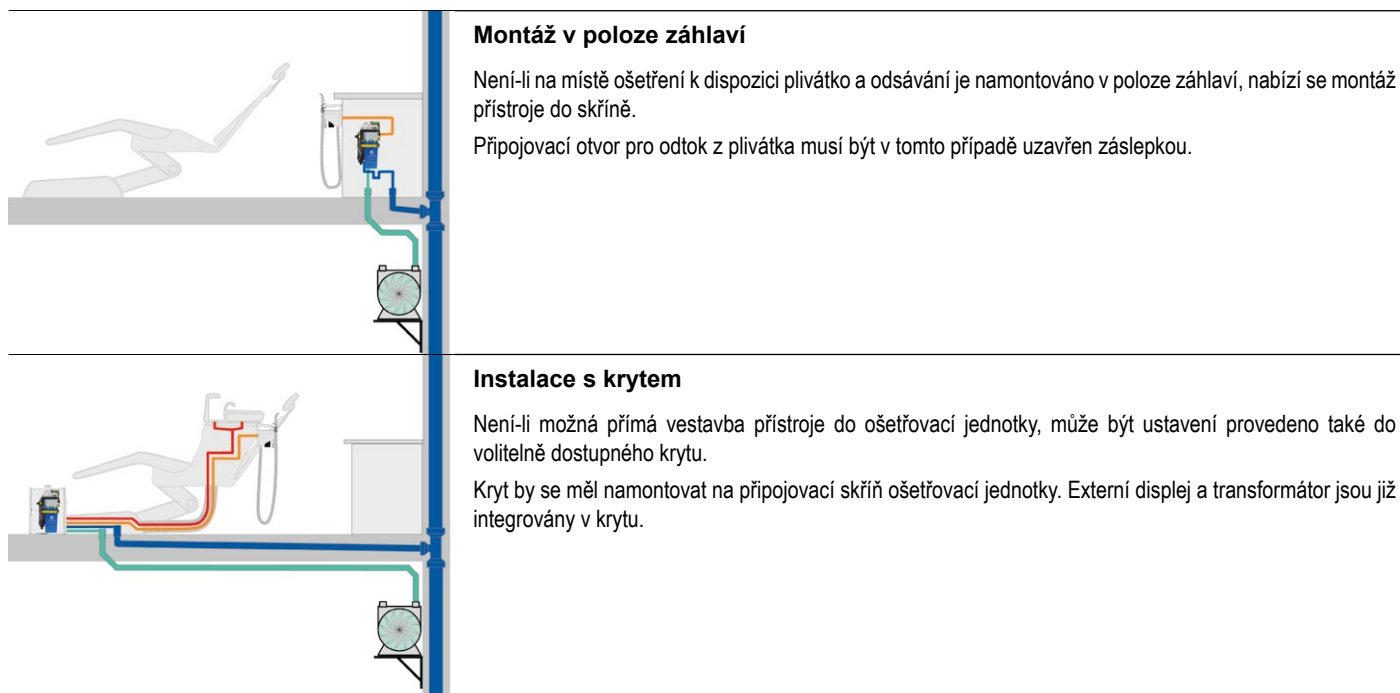 Montáž v poloze záhlaví
Není-li na místě ošetření k dispozici plivátko a odsávání je namontováno v poloze záhlaví, nabízí se montáž
přístroje do skříně.
Připojovací otvor pro odtok z plivátka musí být v tomto případě uzavřen záslepkou.
Instalace s krytem
Není-li možná přímá vestavba přístroje do ošetřovací jednotky, může být ustavení provedeno také do
volitelně dostupného krytu.
Kryt by se měl namontovat na připojovací skříň ošetřovací jednotky. Externí displej a transformátor jsou již
integrovány v krytu.